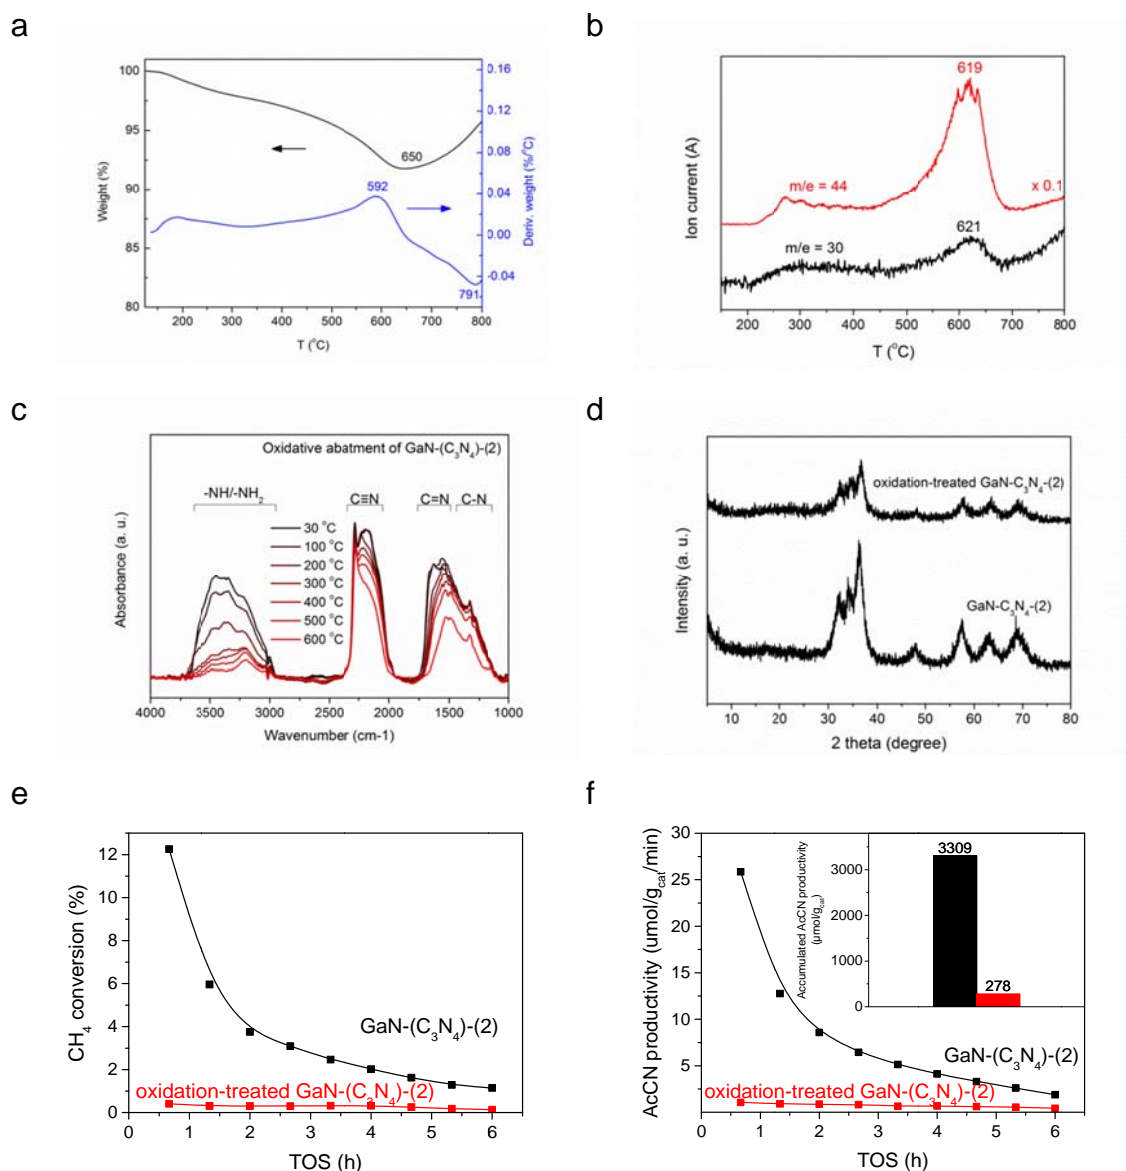 a
100
95
90
85
80
Weight (%)
650
592
791
0.16
0.12
0.08
0.04
0.00
-0.04
Deriv. weight (%/°C)
200 300 400 500 600 700 800
T (°C)
b
Ion current (A)
619
m/e = 44
x 0.1
621
m/e = 30
200 300 400 500 600 700 800
T (°C)
c
Oxidative abatment of GaN-(C₃N₄)-(2)
-NH/-NH₂
C≡N
C=N
C-N
30 °C
100 °C
200 °C
300 °C
400 °C
500 °C
600 °C
Absorbance (a. u.)
4000 3500 3000 2500 2000 1500 1000
Wavenumber (cm-1)
d
oxidation-treated GaN-C₃N₄-(2)
GaN-C₃N₄-(2)
Intensity (a. u.)
10 20 30 40 50 60 70 80
2 theta (degree)
e
12
10
8
6
4
2
0
CH₄ conversion (%)
GaN-(C₃N₄)-(2)
oxidation-treated GaN-(C₃N₄)-(2)
0 1 2 3 4 5 6
TOS (h)
f
30
25
20
15
10
5
AcCN productivity (umol/g_cat/min)
3309
278
3000
2000
1000
0
Accumulated AcCN productivity
(μmol/g_cat)
GaN-(C₃N₄)-(2)
oxidation-treated GaN-(C₃N₄)-(2)
0 1 2 3 4 5 6
TOS (h)